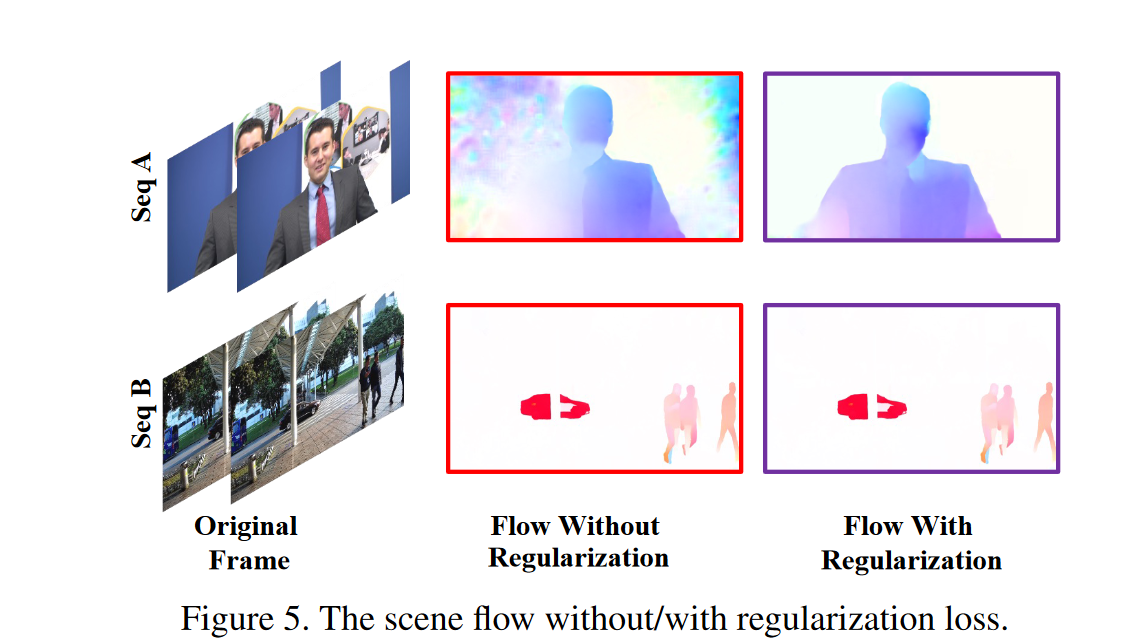 Seq A
Seq B
Original
Frame
Flow Without
Regularization
Flow With
Regularization
Figure 5. The scene flow without/with regularization loss.